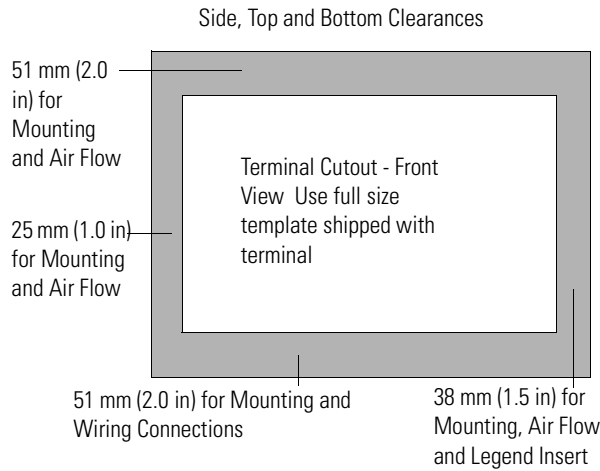 Side, Top and Bottom Clearances
51 mm (2.0
in) for
Mounting
and Air Flow
Terminal Cutout - Front
View  Use full size
template shipped with
terminal
25 mm (1.0 in)
for Mounting
and Air Flow
51 mm (2.0 in) for Mounting and
Wiring Connections
38 mm (1.5 in) for
Mounting, Air Flow
and Legend Insert